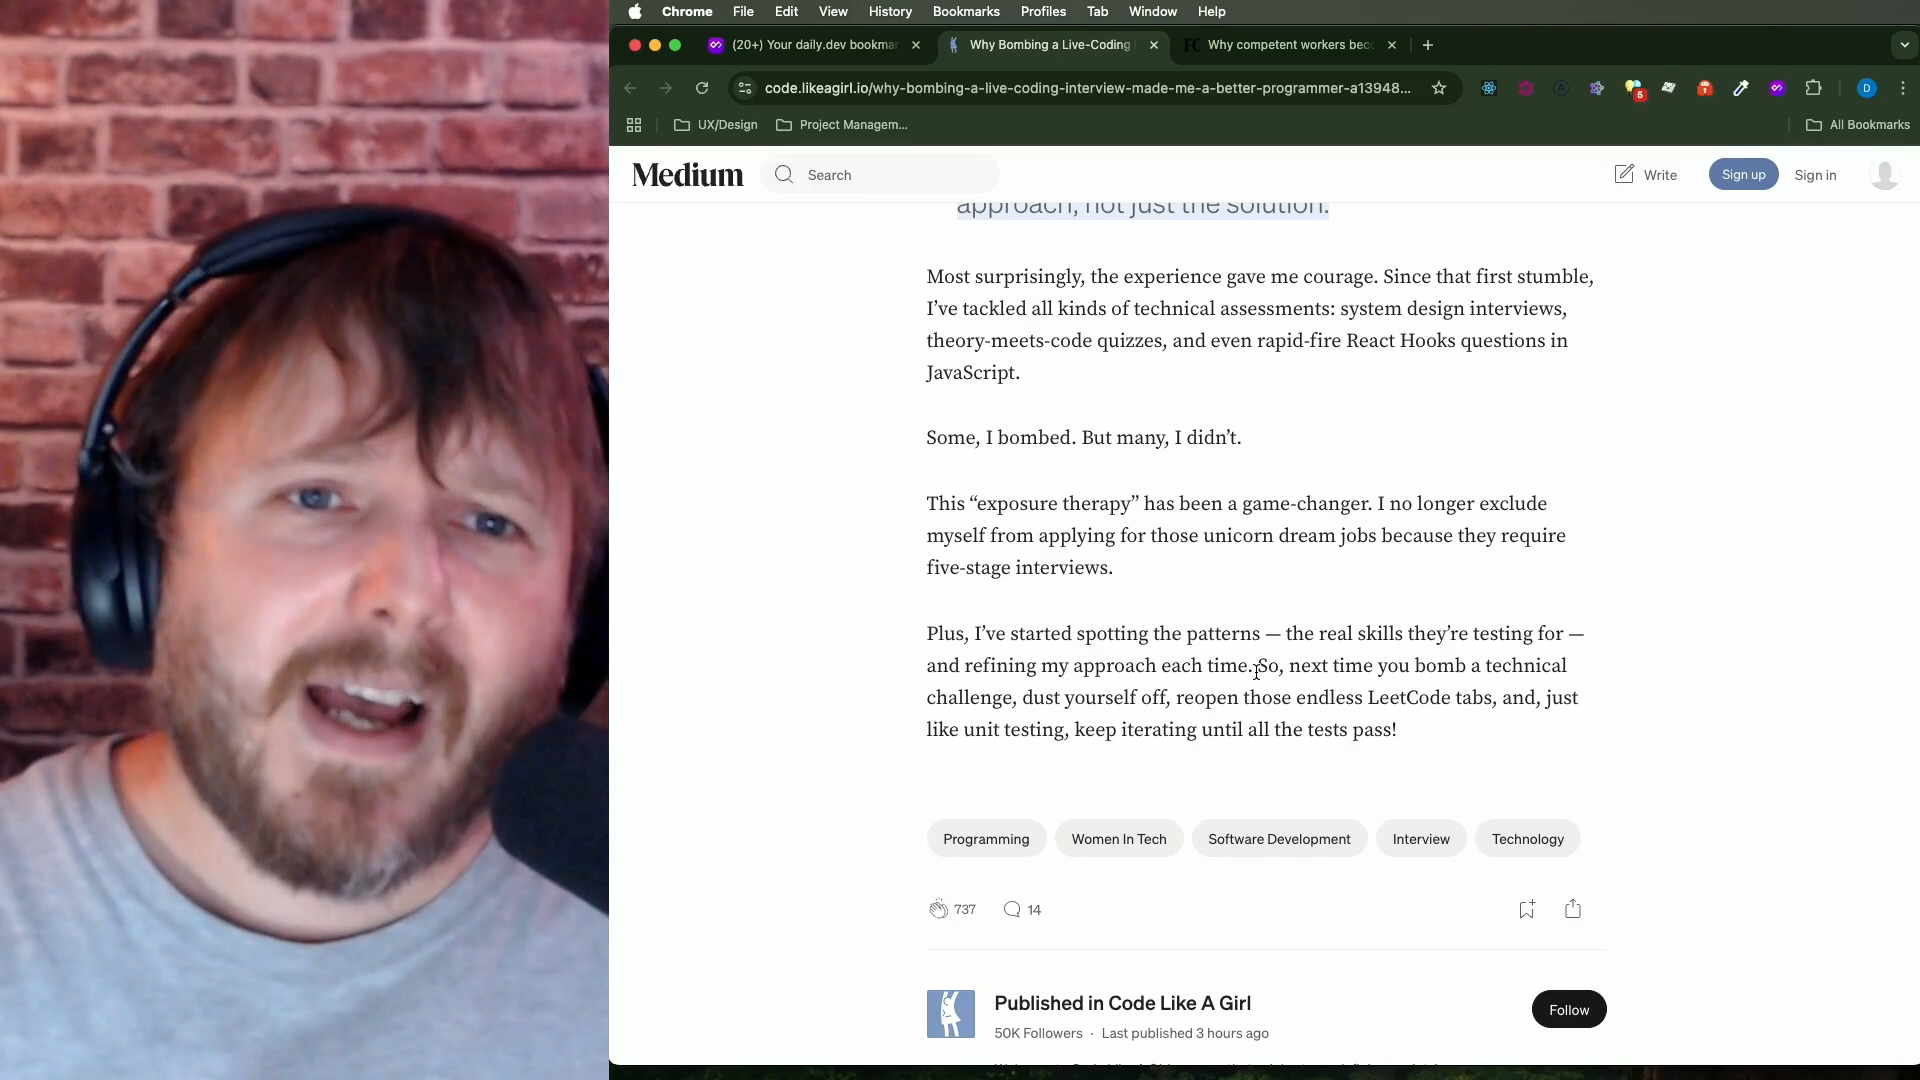 Chrome File Edit View History Bookmarks Profiles Tab Window Help
(20+) Your daily.dev bookmar
Why Bombing a Live-Coding
FC Why competent workers bec
code.likeagirl.io/why-bombing-a-live-coding-interview-made-me-a-better-programmer-a13948...
5
D
UX/Design Project Managem... All Bookmarks
Medium Search Write Sign up Sign in
approach, not just the solution.
Most surprisingly, the experience gave me courage. Since that first stumble,
I’ve tackled all kinds of technical assessments: system design interviews,
theory-meets-code quizzes, and even rapid-fire React Hooks questions in
JavaScript.
Some, I bombed. But many, I didn’t.
This “exposure therapy” has been a game-changer. I no longer exclude
myself from applying for those unicorn dream jobs because they require
five-stage interviews.
Plus, I’ve started spotting the patterns — the real skills they’re testing for —
and refining my approach each time. So, next time you bomb a technical
challenge, dust yourself off, reopen those endless LeetCode tabs, and, just
like unit testing, keep iterating until all the tests pass!
Programming Women In Tech Software Development Interview Technology
737 14
Published in Code Like A Girl
Follow
50K Followers · Last published 3 hours ago